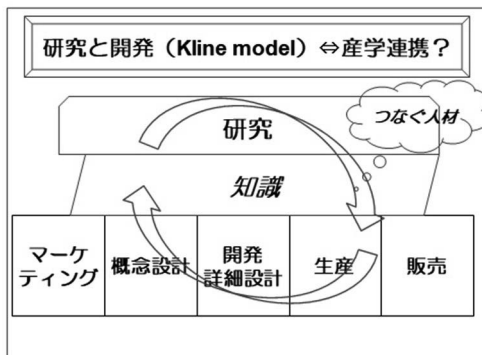 研究と開発（Kline model）⇔産学連携？
つなぐ人材
研究
知識
マーケ
ティング
概念設計
開発
詳細設計
生産
販売